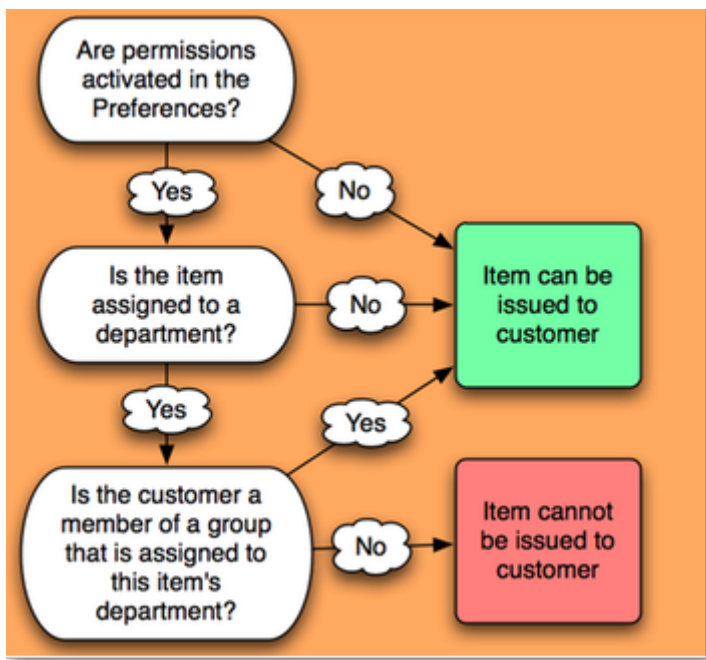 Are permissions
activated in the
Preferences?
Yes
No
Is the item
assigned to a
department?
No
Item can be
issued to
customer
Yes
Yes
Is the customer a
member of a group
that is assigned to
this item's
department?
No
Item cannot
be issued to
customer